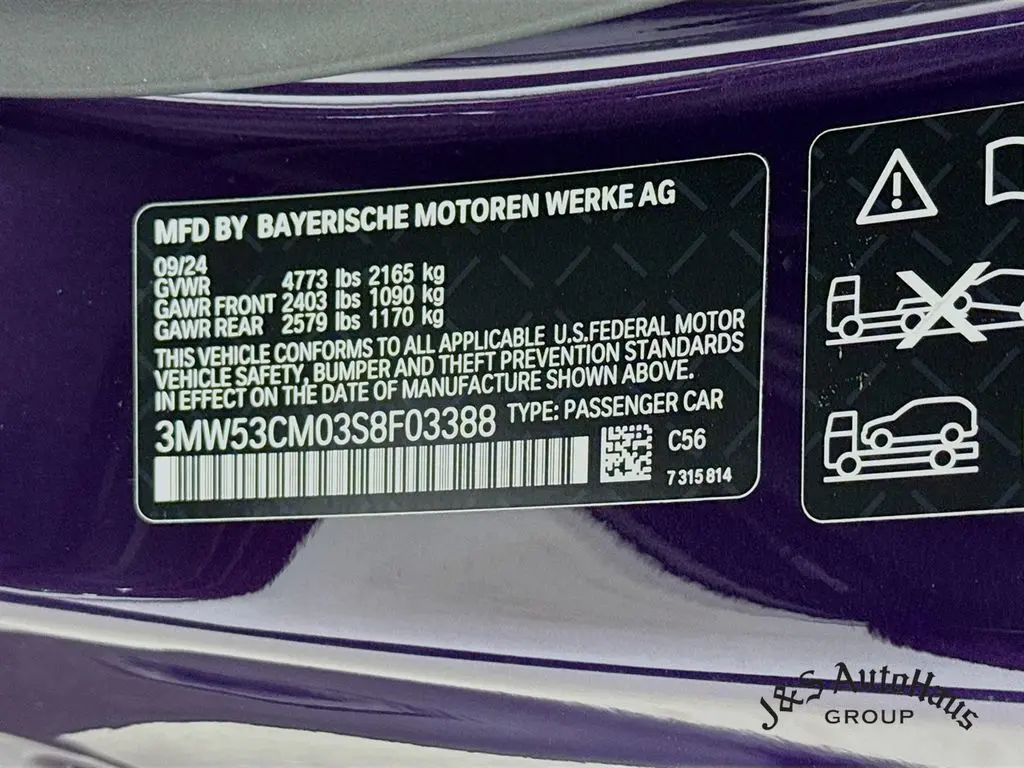 MFD BY BAYERISCHE MOTOREN WERKE AG
09/24
GVWR 4773 lbs 2165 kg
GAWR FRONT 2403 lbs 1090 kg
GAWR REAR 2579 lbs 1170 kg
THIS VEHICLE CONFORMS TO ALL APPLICABLE U.S.FEDERAL MOTOR
VEHICLE SAFETY, BUMPER AND THEFT PREVENTION STANDARDS
IN EFFECT ON THE DATE OF MANUFACTURE SHOWN ABOVE.
3MW53CM03S8F03388 TYPE: PASSENGER CAR
C56
7 315 814
J&S AutoHaus
GROUP